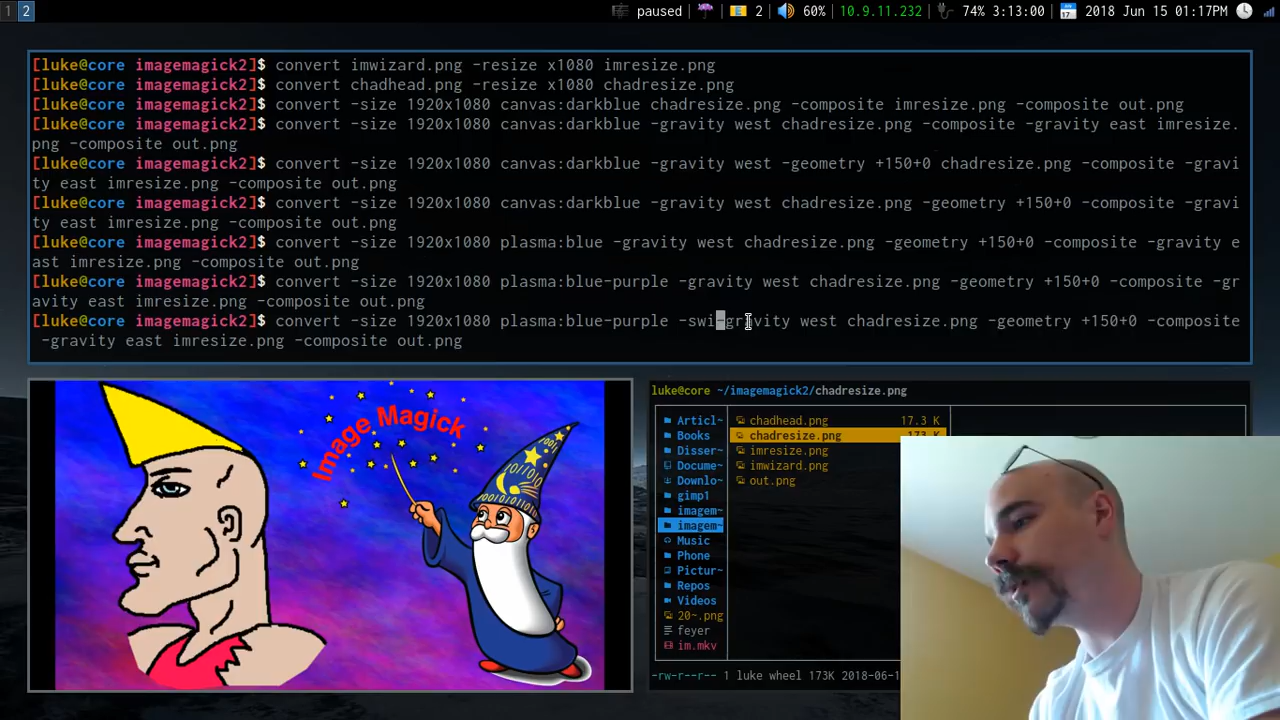 1 2 paused 2 60% 10.9.11.232 74% 3:13:00 2018 Jun 15 01:17PM
[luke@core imagemagick2]$ convert imwizard.png -resize x1080 imresize.png
[luke@core imagemagick2]$ convert chadhead.png -resize x1080 chadresize.png
[luke@core imagemagick2]$ convert -size 1920x1080 canvas:darkblue chadresize.png -composite imresize.png -composite out.png
[luke@core imagemagick2]$ convert -size 1920x1080 canvas:darkblue -gravity west chadresize.png -composite -gravity east imresize.
png -composite out.png
[luke@core imagemagick2]$ convert -size 1920x1080 canvas:darkblue -gravity west -geometry +150+0 chadresize.png -composite -gravi
ty east imresize.png -composite out.png
[luke@core imagemagick2]$ convert -size 1920x1080 canvas:darkblue -gravity west chadresize.png -geometry +150+0 -composite -gravi
ty east imresize.png -composite out.png
[luke@core imagemagick2]$ convert -size 1920x1080 plasma:blue -gravity west chadresize.png -geometry +150+0 -composite -gravity e
ast imresize.png -composite out.png
[luke@core imagemagick2]$ convert -size 1920x1080 plasma:blue-purple -gravity west chadresize.png -geometry +150+0 -composite -gr
avity east imresize.png -composite out.png
[luke@core imagemagick2]$ convert -size 1920x1080 plasma:blue-purple -swi-gravity west chadresize.png -geometry +150+0 -composite
-gravity east imresize.png -composite out.png
Image Magick
luke@core ~/imagemagick2/chadresize.png
Articl~ chadhead.png 17.3 K
Books chadresize.png 173 K
Disser~ imresize.png
Docume~ imwizard.png
Downlo~ out.png
gimp1
imagem~
imagem~
Music
Phone
Pictur~
Repos
Videos
20~.png
feyer
im.mkv
-rw-r--r-- 1 luke wheel 173K 2018-06-1